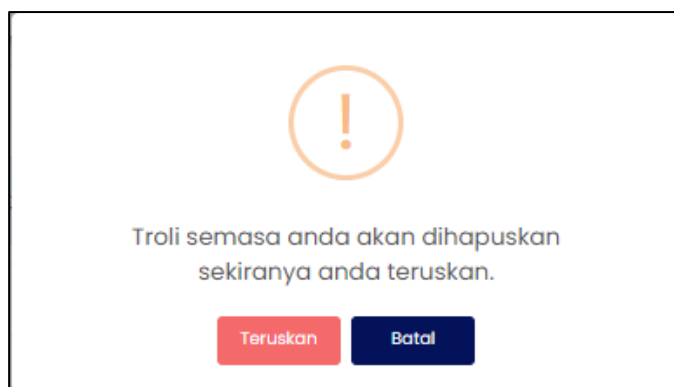 Troli semasa anda akan dihapuskan
sekiranya anda teruskan.
Teruskan Batal